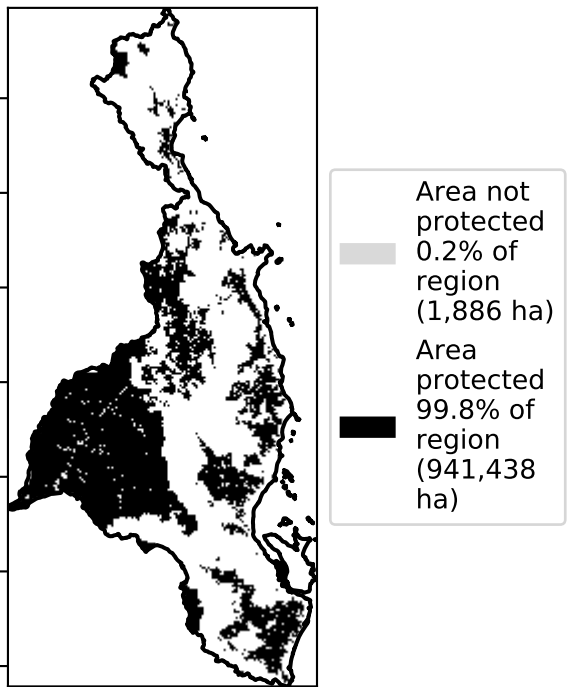 Area not
protected
0.2% of
region
(1,886 ha)
Area
protected
99.8% of
region
(941,438
ha)